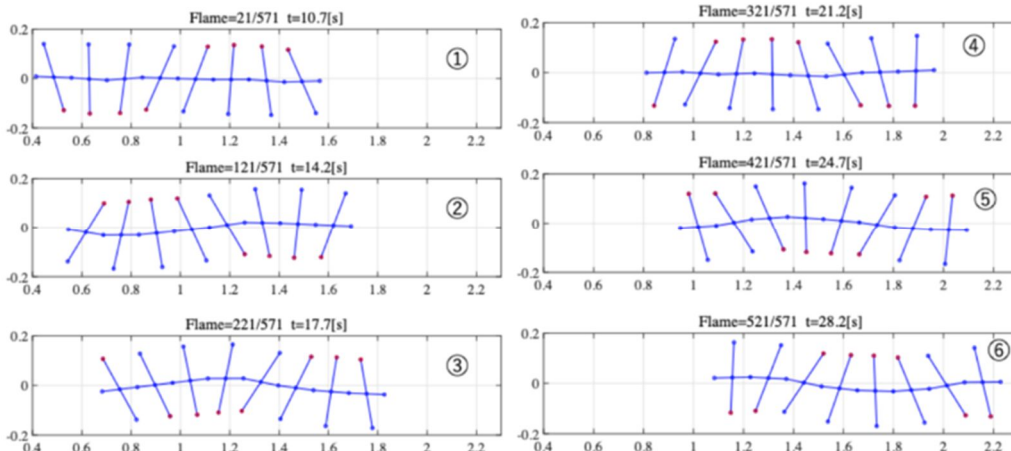 Flame=21/571 t=10.7[s]
0.2
①
0
-0.2
0.4 0.6 0.8 1 1.2 1.4 1.6 1.8 2 2.2
Flame=121/571 t=14.2[s]
0.2
②
0
-0.2
0.4 0.6 0.8 1 1.2 1.4 1.6 1.8 2 2.2
Flame=221/571 t=17.7[s]
0.2
③
0
-0.2
0.4 0.6 0.8 1 1.2 1.4 1.6 1.8 2 2.2
Flame=321/571 t=21.2[s]
0.2
④
0
-0.2
0.4 0.6 0.8 1 1.2 1.4 1.6 1.8 2 2.2
Flame=421/571 t=24.7[s]
0.2
⑤
0
-0.2
0.4 0.6 0.8 1 1.2 1.4 1.6 1.8 2 2.2
Flame=521/571 t=28.2[s]
0.2
⑥
0
-0.2
0.4 0.6 0.8 1 1.2 1.4 1.6 1.8 2 2.2